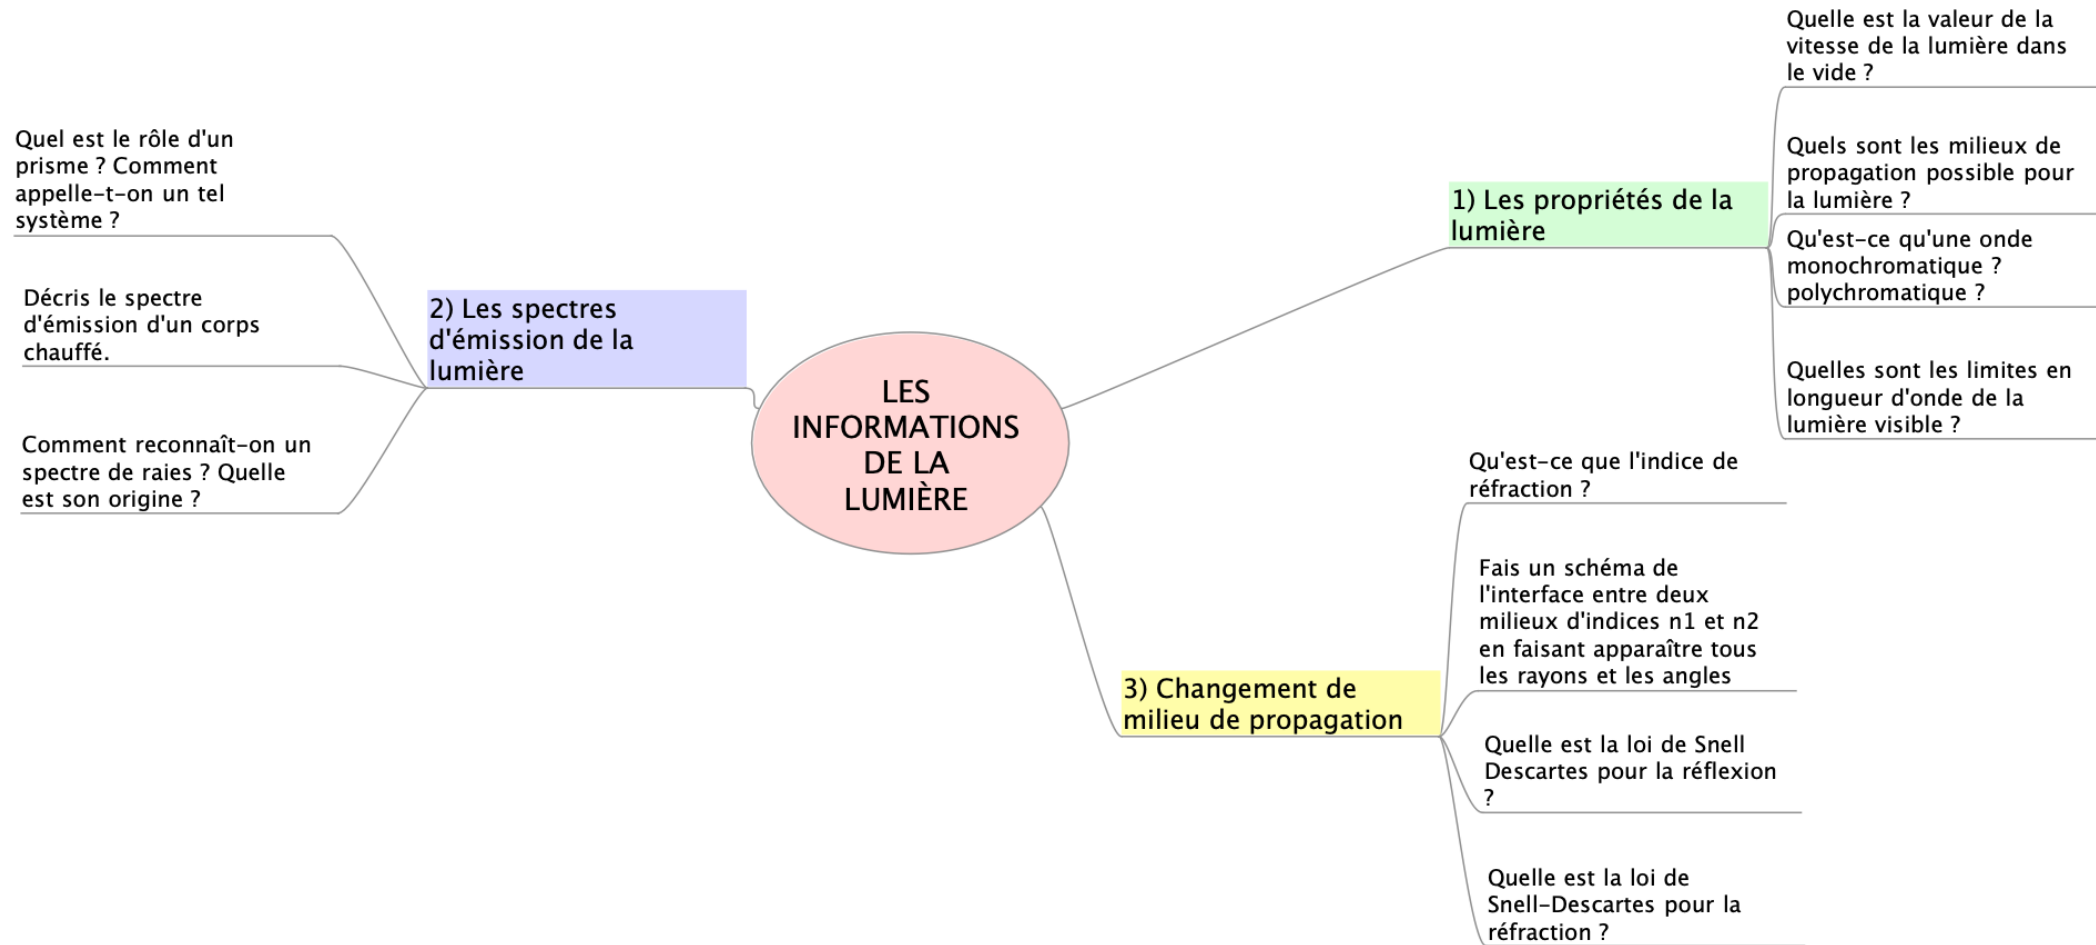 LES
INFORMATIONS
DE LA
LUMIÈRE
1) Les propriétés de la
lumière
Quelle est la valeur de la
vitesse de la lumière dans
le vide ?
Quels sont les milieux de
propagation possible pour
la lumière ?
Qu'est-ce qu'une onde
monochromatique ?
polychromatique ?
Quelles sont les limites en
longueur d'onde de la
lumière visible ?
2) Les spectres
d'émission de la
lumière
Quel est le rôle d'un
prisme ? Comment
appelle-t-on un tel
système ?
Décris le spectre
d'émission d'un corps
chauffé.
Comment reconnaît-on un
spectre de raies ? Quelle
est son origine ?
3) Changement de
milieu de propagation
Qu'est-ce que l'indice de
réfraction ?
Fais un schéma de
l'interface entre deux
milieux d'indices n1 et n2
en faisant apparaître tous
les rayons et les angles
Quelle est la loi de Snell
Descartes pour la réflexion
?
Quelle est la loi de
Snell-Descartes pour la
réfraction ?